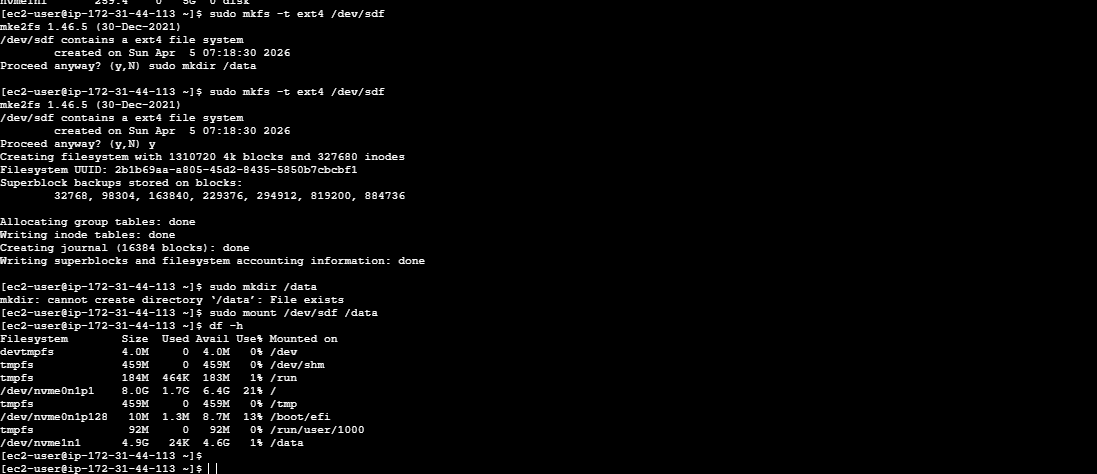 nvme1n1      259:4    0   5G  0 disk
[ec2-user@ip-172-31-44-113 ~]$ sudo mkfs -t ext4 /dev/sdf
mke2fs 1.46.5 (30-Dec-2021)
/dev/sdf contains a ext4 file system
        created on Sun Apr  5 07:18:30 2026
Proceed anyway? (y,N) sudo mkdir /data
[ec2-user@ip-172-31-44-113 ~]$ sudo mkfs -t ext4 /dev/sdf
mke2fs 1.46.5 (30-Dec-2021)
/dev/sdf contains a ext4 file system
        created on Sun Apr  5 07:18:30 2026
Proceed anyway? (y,N) y
Creating filesystem with 1310720 4k blocks and 327680 inodes
Filesystem UUID: 2b1b69aa-a805-45d2-8435-5850b7cbcbf1
Superblock backups stored on blocks:
        32768, 98304, 163840, 229376, 294912, 819200, 884736
Allocating group tables: done
Writing inode tables: done
Creating journal (16384 blocks): done
Writing superblocks and filesystem accounting information: done
[ec2-user@ip-172-31-44-113 ~]$ sudo mkdir /data
mkdir: cannot create directory ‘/data’: File exists
[ec2-user@ip-172-31-44-113 ~]$ sudo mount /dev/sdf /data
[ec2-user@ip-172-31-44-113 ~]$ df -h
Filesystem        Size  Used Avail Use% Mounted on
devtmpfs          4.0M     0  4.0M   0% /dev
tmpfs             459M     0  459M   0% /dev/shm
tmpfs             184M  464K  183M   1% /run
/dev/nvme0n1p1    8.0G  1.7G  6.4G  21% /
tmpfs             459M     0  459M   0% /tmp
/dev/nvme0n1p128   10M  1.3M  8.7M  13% /boot/efi
tmpfs              92M     0   92M   0% /run/user/1000
/dev/nvme1n1      4.9G   24K  4.6G   1% /data
[ec2-user@ip-172-31-44-113 ~]$
[ec2-user@ip-172-31-44-113 ~]$